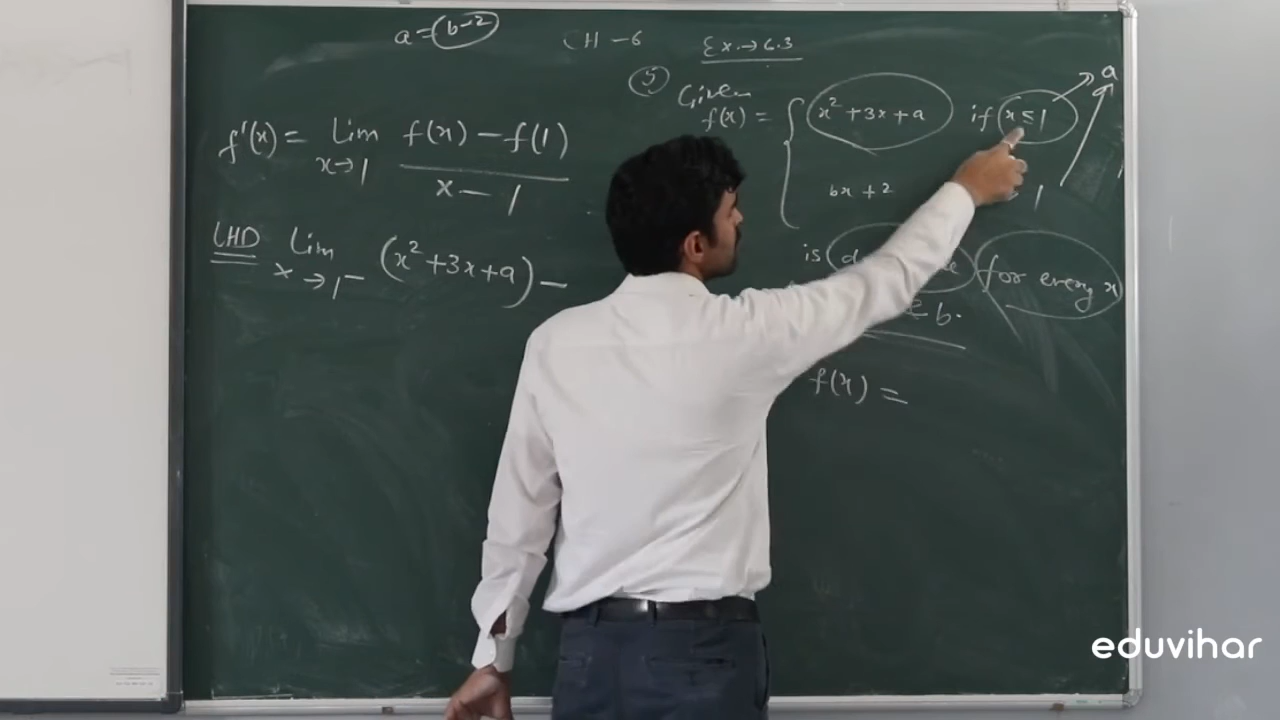 a = b-2
CH-6
Ex. → 6.3
5
Given
f(x) = { x² + 3x + a if x ≤ 1
bx + 2 1
a
is for every x
b.
f(x) =
f'(x) = Lim x→1 f(x) - f(1) / x - 1
LHD Lim x→1- (x² + 3x + a) -
eduvihar